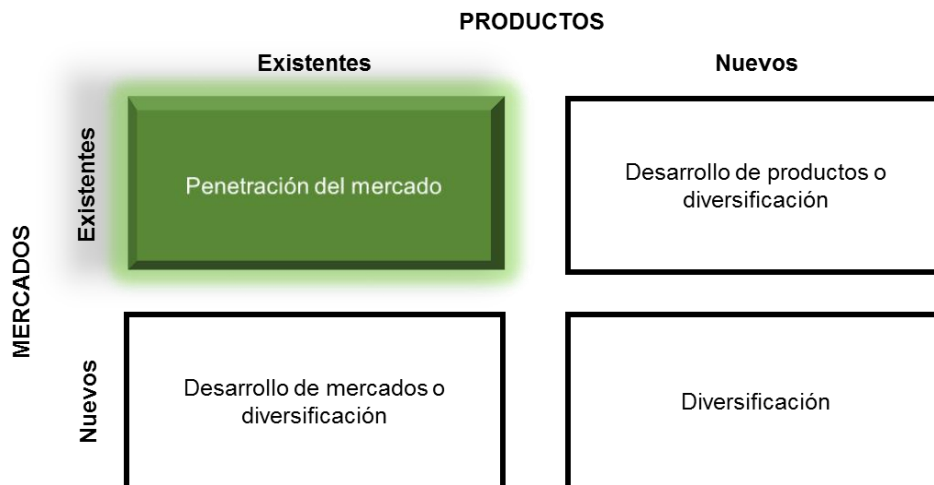 PRODUCTOS
Existentes
Nuevos
MERCADOS
Existentes
Penetración del mercado
Desarrollo de productos o
diversificación
Nuevos
Desarrollo de mercados o
diversificación
Diversificación